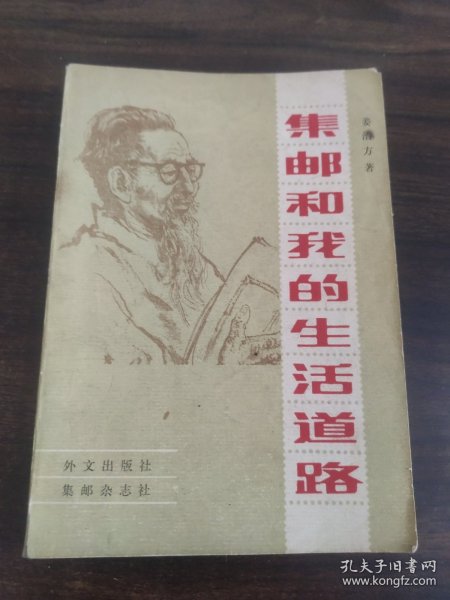 集邮和我的生活道路
姜治方著
外文出版社
集邮杂志社
孔夫子旧书网
www.kongfz.com